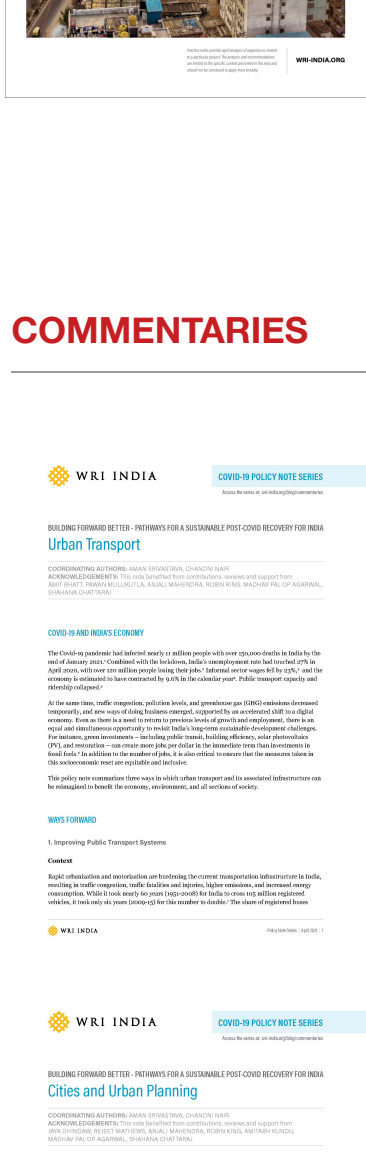 Practice notes provide rapid analysis of experiences related
to a particular project. The analysis and recommendations
are limited to the specific context presented in the note and
should not be construed to apply more broadly.
WRI-INDIA.ORG
COMMENTARIES
WRI INDIA
COVID-19 POLICY NOTE SERIES
Access the series at: wri-india.org/blog/commentaries
BUILDING FORWARD BETTER - PATHWAYS FOR A SUSTAINABLE POST-COVID RECOVERY FOR INDIA
Urban Transport
COORDINATING AUTHORS: AMAN SRIVASTAVA, CHANDNI NAIR
ACKNOWLEDGEMENTS: This note benefited from contributions, reviews and support from
AMIT BHATT, PAWAN MULUKUTLA, ANJALI MAHENDRA, ROBIN KING, MADHAV PAI, OP AGARWAL,
SHAHANA CHATTARAJ
COVID-19 AND INDIA'S ECONOMY
The Covid-19 pandemic had infected nearly 11 million people with over 150,000 deaths in India by the
end of January 2021.¹ Combined with the lockdown, India's unemployment rate had touched 27% in
April 2020, with over 120 million people losing their jobs.² Informal sector wages fell by 23%,³ and the
economy is estimated to have contracted by 9.6% in the calendar year⁴. Public transport capacity and
ridership collapsed.⁵
At the same time, traffic congestion, pollution levels, and greenhouse gas (GHG) emissions decreased
temporarily, and new ways of doing business emerged, supported by an accelerated shift to a digital
economy. Even as there is a need to return to previous levels of growth and employment, there is an
equal and simultaneous opportunity to revisit India's long-term sustainable development challenges.
For instance, green investments – including public transit, building efficiency, solar photovoltaics
(PV), and restoration – can create more jobs per dollar in the immediate term than investments in
fossil fuels.⁶ In addition to the number of jobs, it is also critical to ensure that the measures taken in
this socioeconomic reset are equitable and inclusive.
This policy note summarizes three ways in which urban transport and its associated infrastructure can
be reimagined to benefit the economy, environment, and all sections of society.
WAYS FORWARD
1. Improving Public Transport Systems
Context
Rapid urbanization and motorization are burdening the current transportation infrastructure in India,
resulting in traffic congestion, traffic fatalities and injuries, higher emissions, and increased energy
consumption. While it took nearly 60 years (1951-2008) for India to cross 105 million registered
vehicles, it took only six years (2009-15) for this number to double.⁷ The share of registered buses
WRI INDIA
Policy Note Series | April 2021 | 1
WRI INDIA
COVID-19 POLICY NOTE SERIES
Access the series at: wri-india.org/blog/commentaries
BUILDING FORWARD BETTER - PATHWAYS FOR A SUSTAINABLE POST-COVID RECOVERY FOR INDIA
Cities and Urban Planning
COORDINATING AUTHORS: AMAN SRIVASTAVA, CHANDNI NAIR
ACKNOWLEDGEMENTS: This note benefited from contributions, reviews and support from
JAYA DHINDAW, REJEET MATHEWS, ANJALI MAHENDRA, ROBIN KING, AMITABH KUNDU,
MADHAV PAI, OP AGARWAL, SHAHANA CHATTARAJ